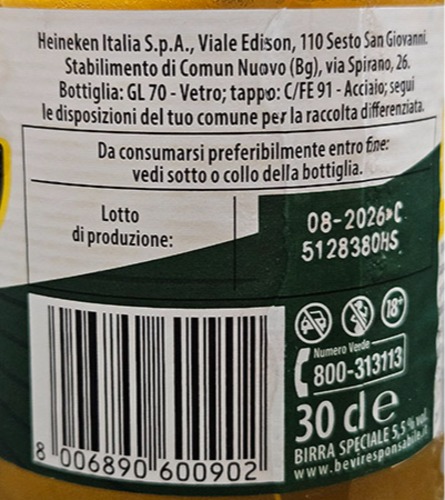 Heineken Italia S.p.A., Viale Edison, 110 Sesto San Giovanni.
Stabilimento di Comun Nuovo (Bg), via Spirano, 26.
Bottiglia: GL 70 - Vetro; tappo: C/FE 91 - Acciaio; segui
le disposizioni del tuo comune per la raccolta differenziata.
Da consumarsi preferibilmente entro fine:
vedi sotto o collo della bottiglia.
Lotto
di produzione:
08-2026>C
5128380HS
18+
Numero Verde
800-313113
30 cl e
BIRRA SPECIALE 5,5 % vol.
www.beviresponsabile.it
8 006890 600902